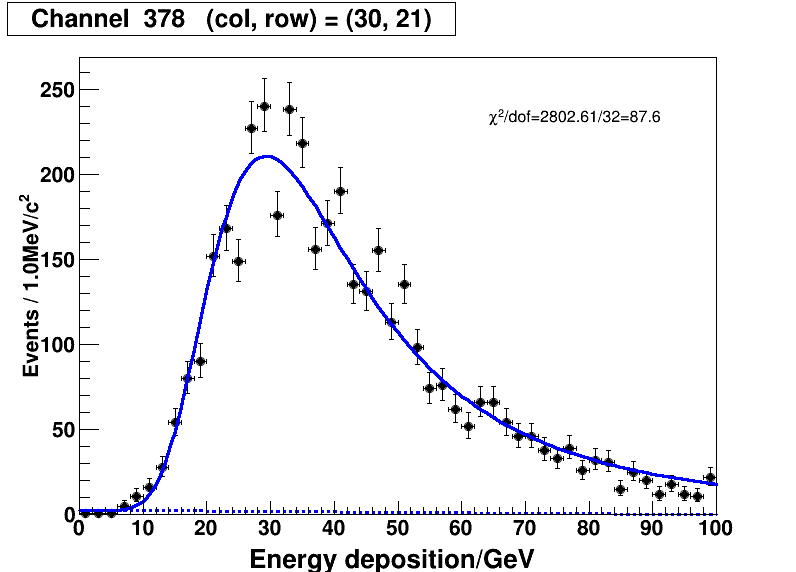 Channel 378 (col, row) = (30, 21)
χ²/dof=2802.61/32=87.6
Events / 1.0MeV/c²
250
200
150
100
50
0
0 10 20 30 40 50 60 70 80 90 100
Energy deposition/GeV